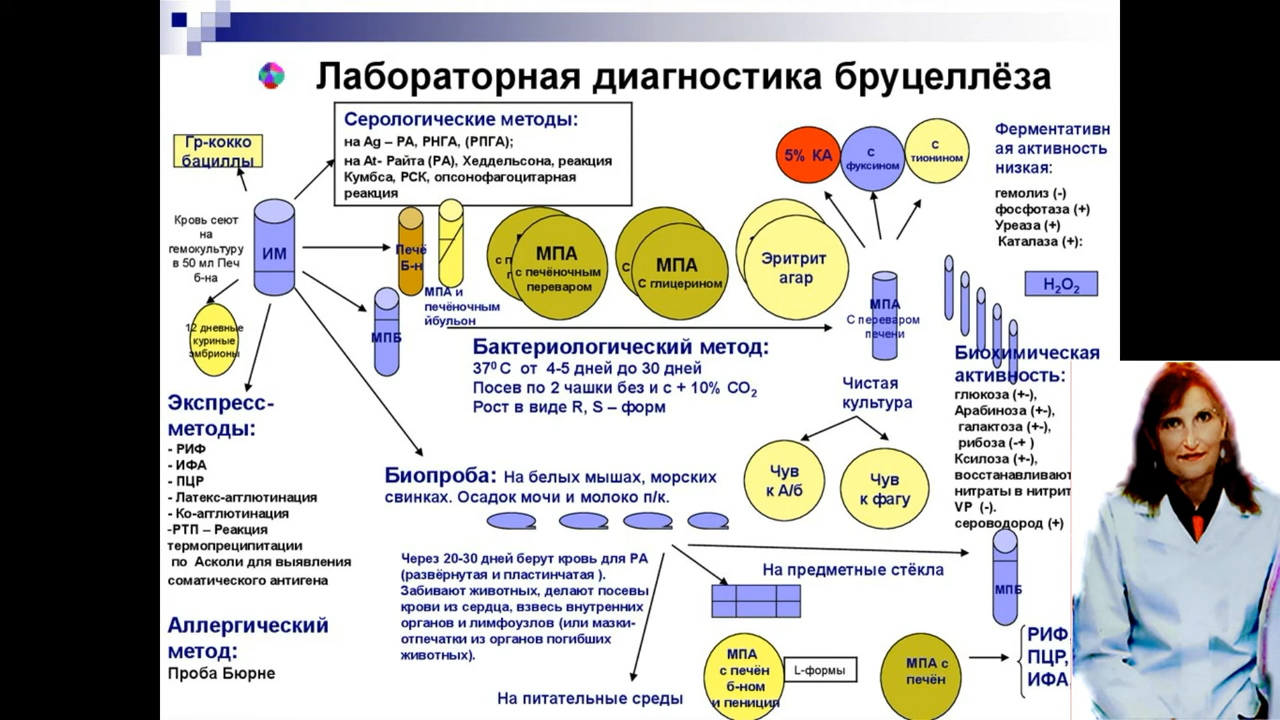 Лабораторная диагностика бруцеллёза
Гр-кокко
бациллы
Серологические методы:
на Ag – РА, РНГА, (РПГА);
на At- Райта (РА), Хеддельсона, реакция
Кумбса, РСК, опсонофагоцитарная
реакция
5% КА
с
фуксином
с
тионином
Ферментативн
ая активность
низкая:
гемолиз (-)
фосфотаза (+)
Уреаза (+)
Каталаза (+):
H2O2
Кровь сеют
на
гемокультуру
в 50 мл Печ
б-на
ИМ
Печё
Б-н
МПА и
печёночным
йбульон
МПБ
МПА
с печёночным
переваром
МПА
С глицерином
Эритрит
агар
МПА
С переваром
печени
12 дневные
куриные
эмбрионы
Бактериологический метод:
37⁰ С от 4-5 дней до 30 дней
Посев по 2 чашки без и с + 10% CO2
Рост в виде R, S – форм
Чистая
культура
Биохимическая
активность:
глюкоза (+-),
Арабиноза (+-),
галактоза (+-),
рибоза (-+ )
Ксилоза (+-),
восстанавливают
нитраты в нитрит
VP (-).
сероводород (+)
Экспресс-
методы:
- РИФ
- ИФА
- ПЦР
- Латекс-агглютинация
- Ко-агглютинация
-РТП – Реакция
термопреципитации
по Асколи для выявления
соматического антигена
Биопроба: На белых мышах, морских
свинках. Осадок мочи и молоко п/к.
Чув
к А/б
Чув
к фагу
Через 20-30 дней берут кровь для РА
(развёрнутая и пластинчатая ).
Забивают животных, делают посевы
крови из сердца, взвесь внутренних
органов и лимфоузлов (или мазки-
отпечатки из органов погибших
животных).
На предметные стёкла
МПБ
Аллергический
метод:
Проба Бюрне
На питательные среды
МПА
с печён
б-ном
и пеницил
L-формы
МПА с
печён
РИФ,
ПЦР,
ИФА